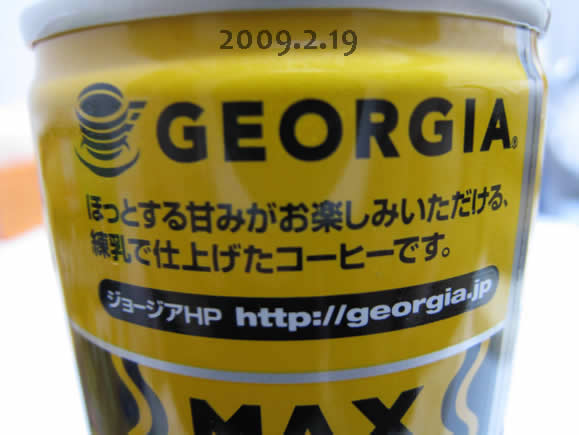 2009.2.19
GEORGIA®
ほっとする甘みがお楽しみいただける、
練乳で仕上げたコーヒーです。
ジョージアHP http://georgia.jp
MAX